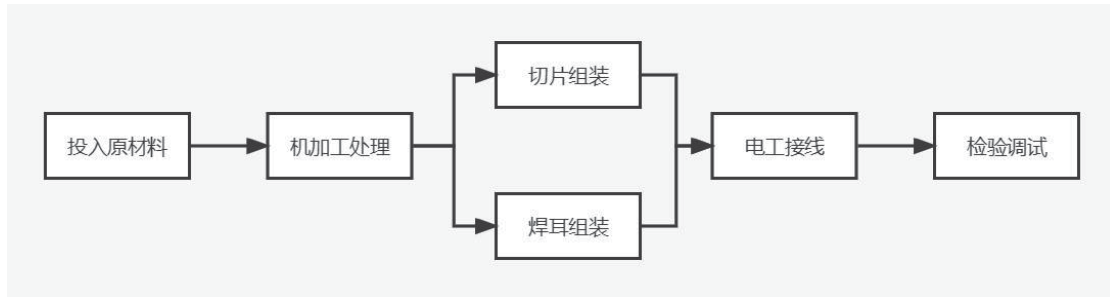 投入原材料
机加工处理
切片组装
焊耳组装
电工接线
检验调试